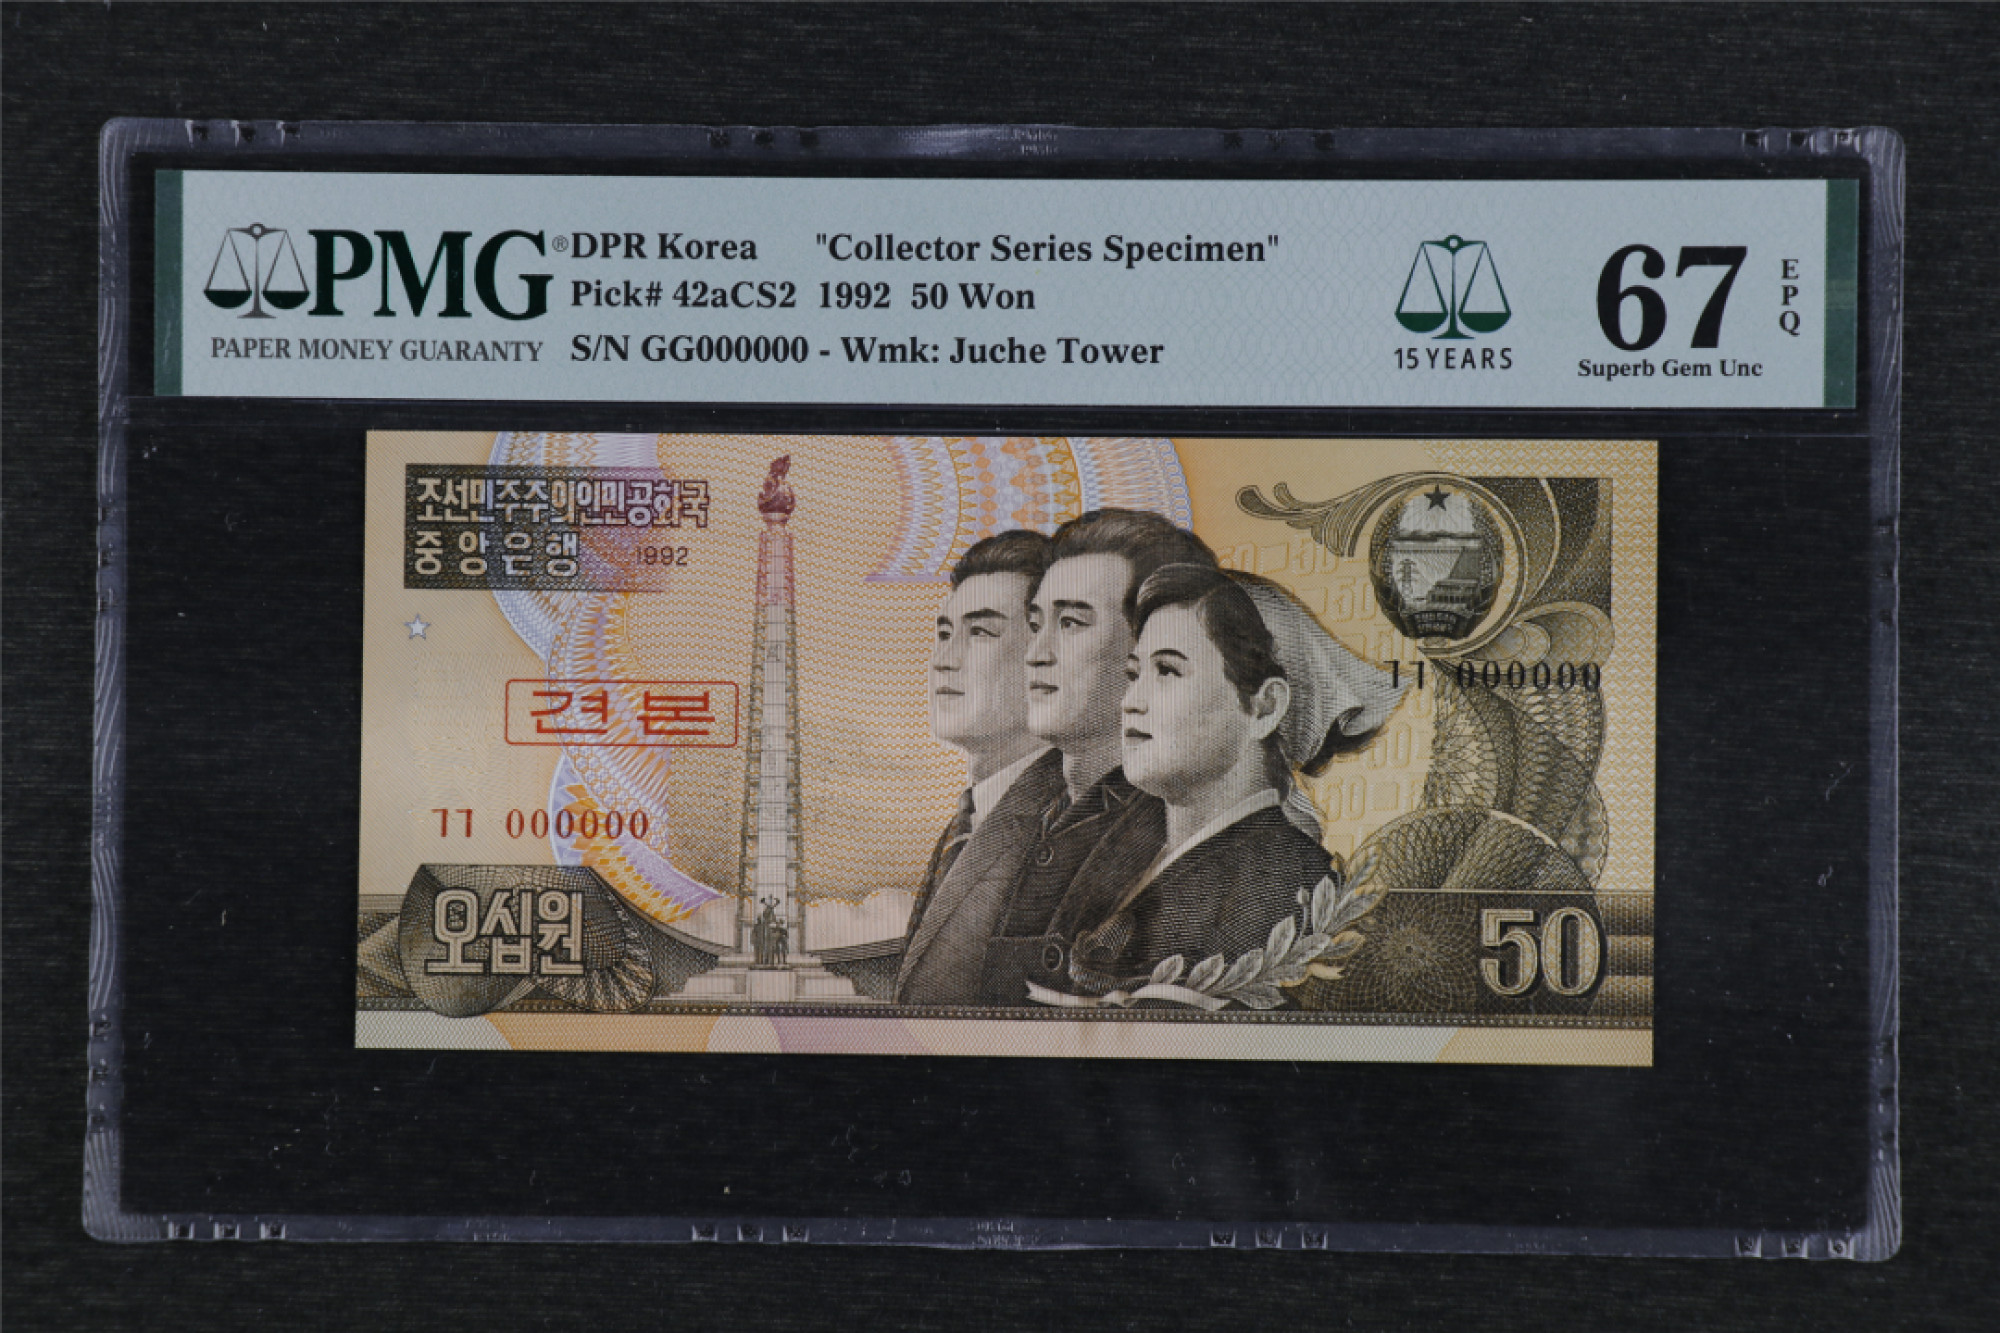 PMG®
PAPER MONEY GUARANTY
DPR Korea "Collector Series Specimen"
Pick# 42aCS2 1992 50 Won
S/N GG000000 - Wmk: Juche Tower
15 YEARS
67
EPQ
Superb Gem Unc
조선민주주의인민공화국
중앙은행 1992
ㄱㄱ 000000
견본
ㄱㄱ 000000
오십원
50